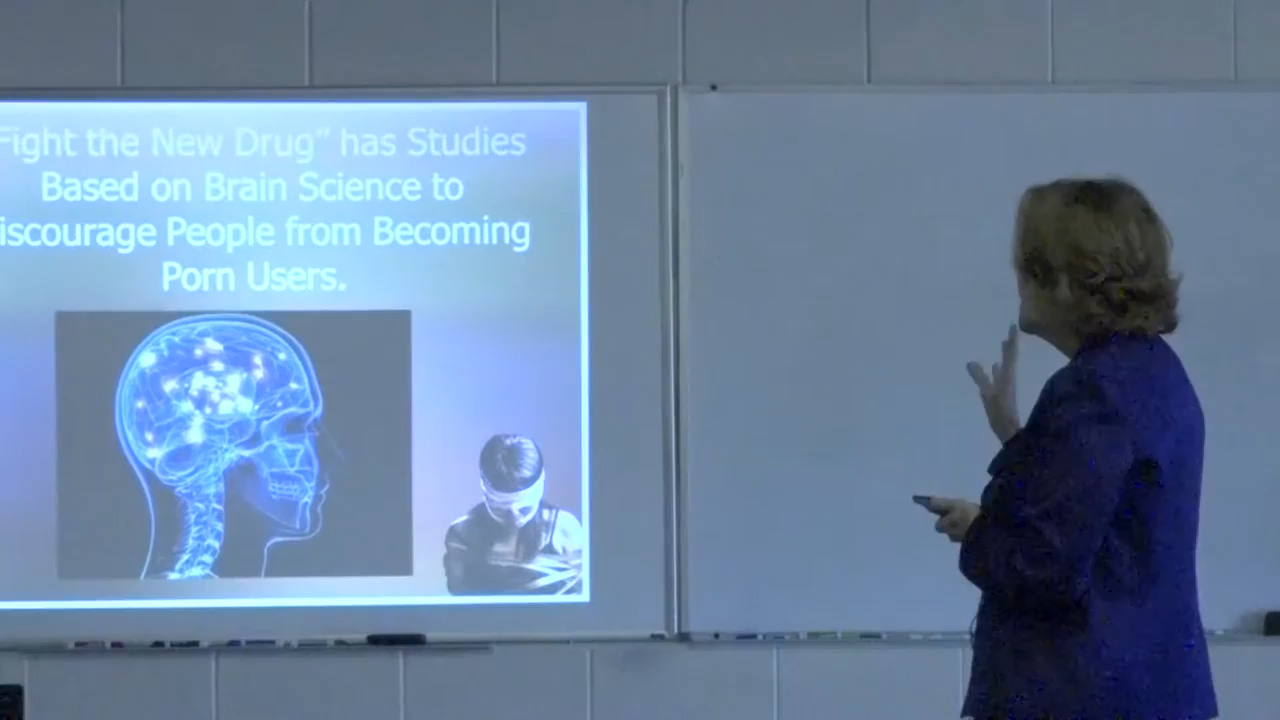 Fight the New Drug” has Studies
Based on Brain Science to
iscourage People from Becoming
Porn Users.